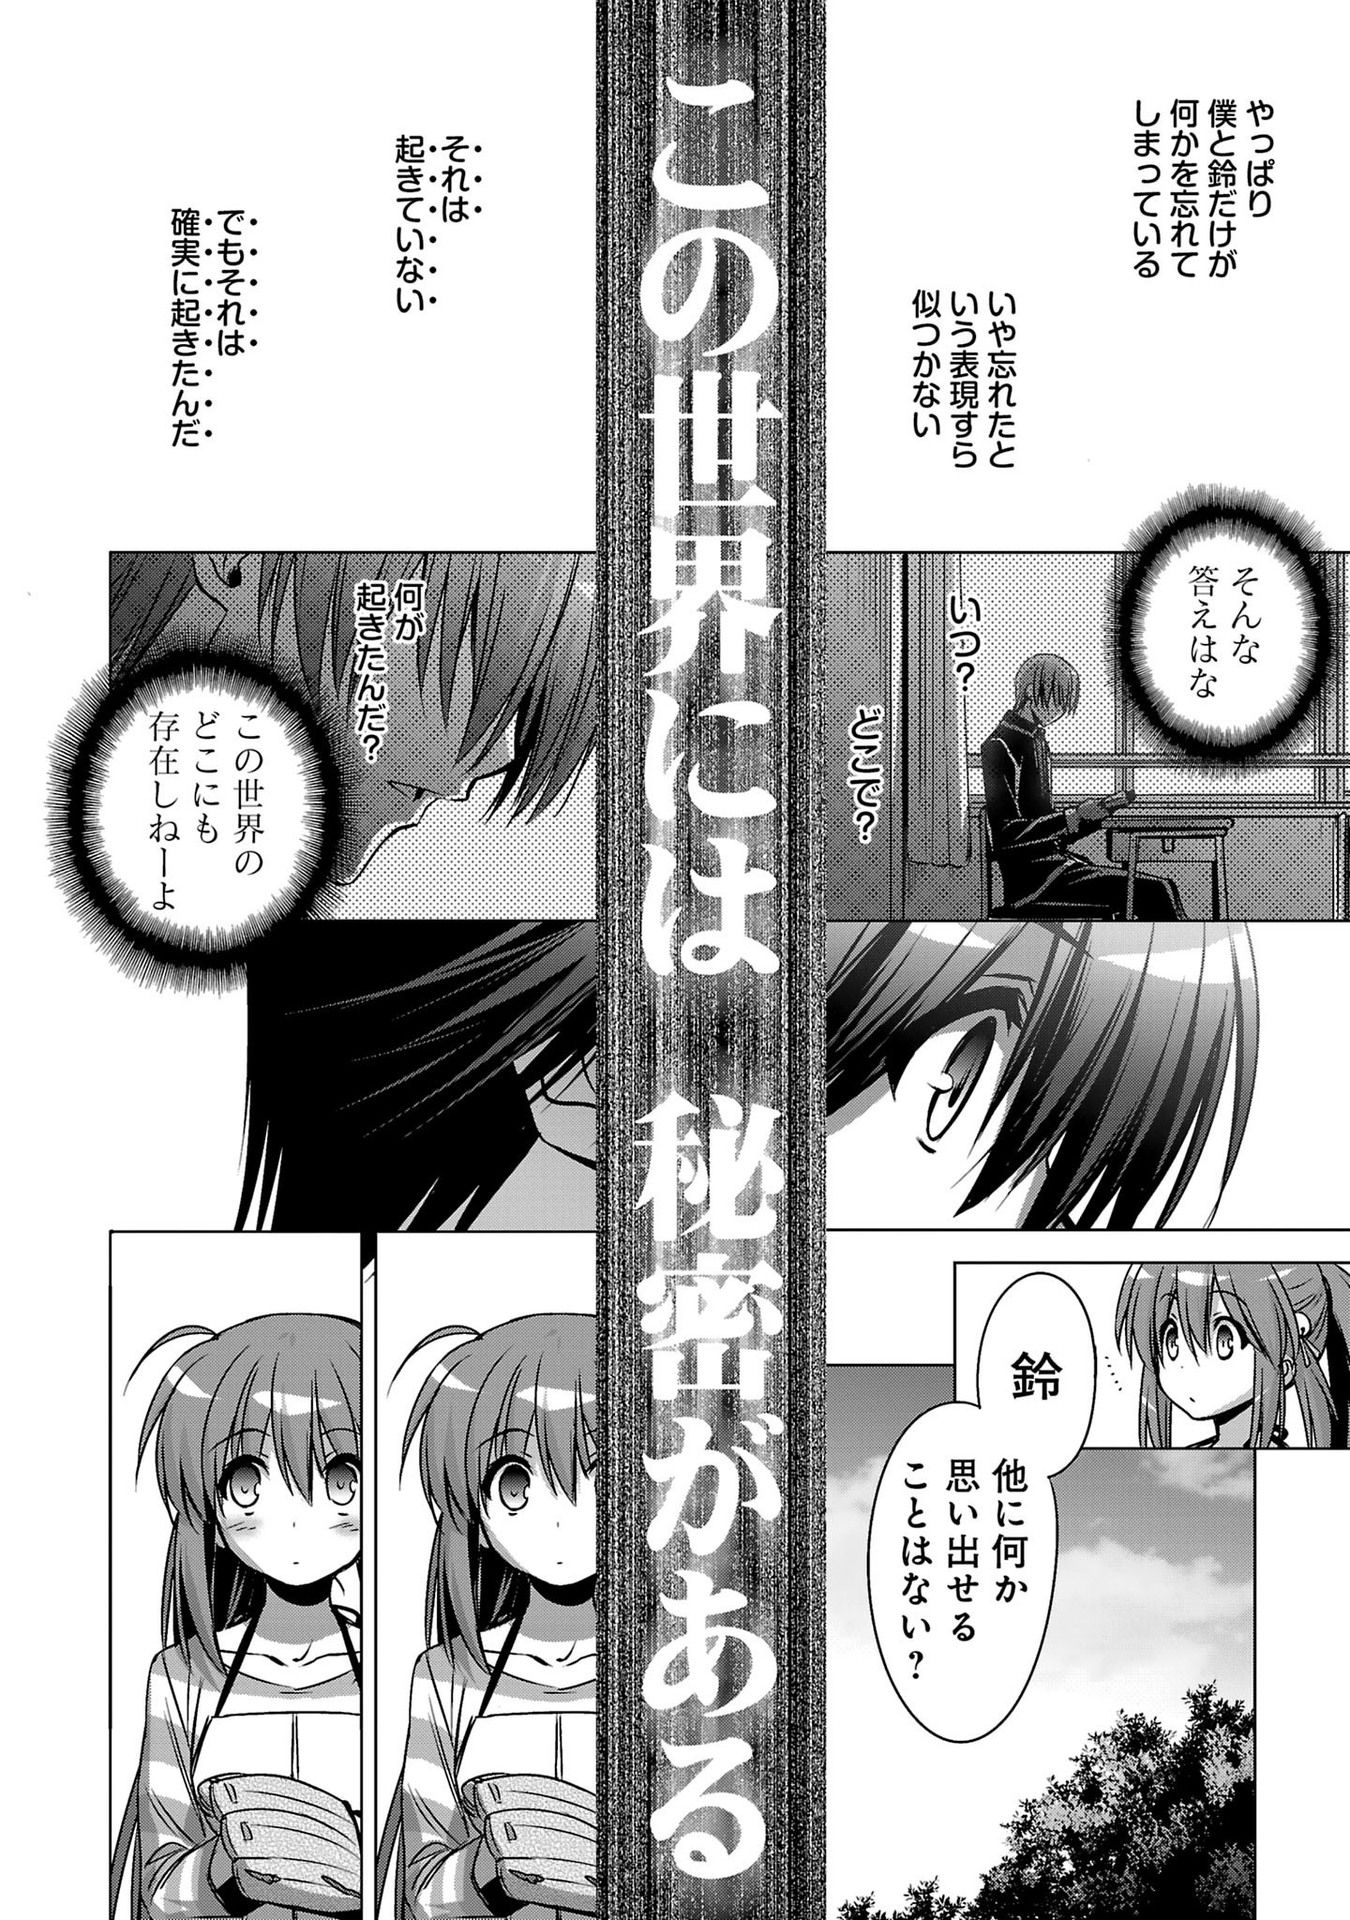 やっぱり
僕と鈴だけが
何かを忘れて
しまっている
いや忘れたと
いう表現すら
似つかない
そんな
答えはな
いつ?
どこで?
この世界には 秘密がある
それは
起きていない
でもそれは
確実に起きたんだ
何が
起きたんだ?
この世界の
どこにも
存在しねーよ
……
鈴
他に何か
思い出せる
ことはない?